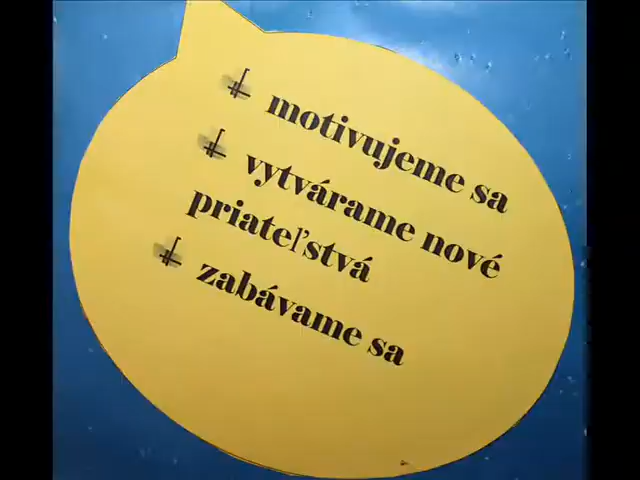 motivujeme sa
vytvárame nové
priateľstvá
zabávame sa